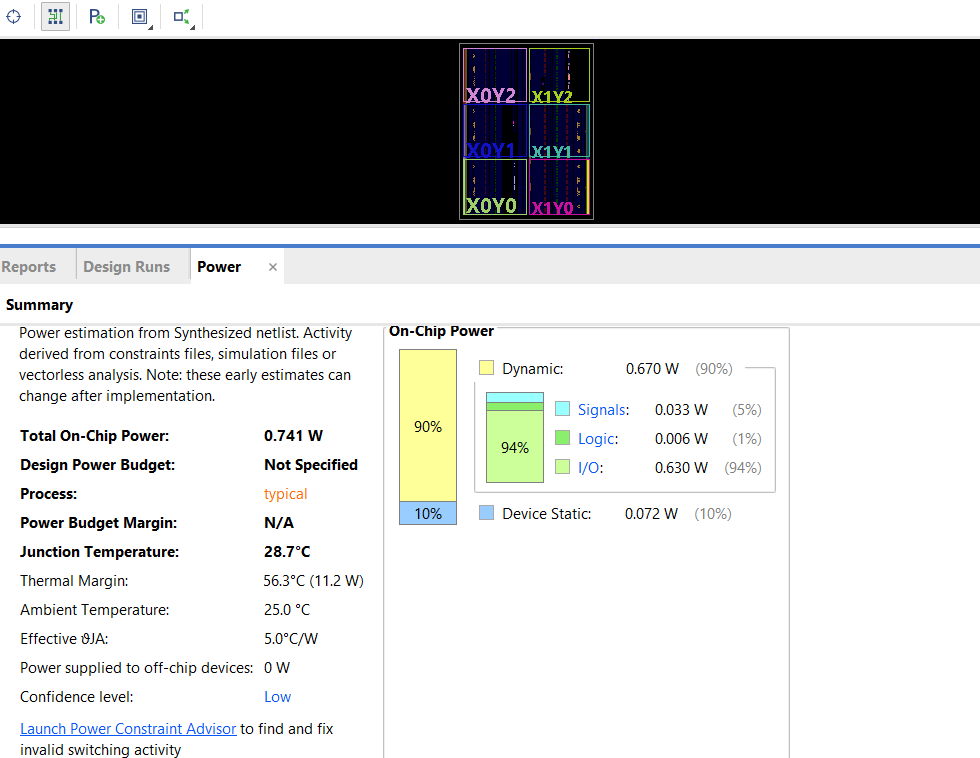 X0Y2
X1Y2
X0Y1
X1Y1
X0Y0
X1Y0
Reports
Design Runs
Power
Summary
Power estimation from Synthesized netlist. Activity
derived from constraints files, simulation files or
vectorless analysis. Note: these early estimates can
change after implementation.
Total On-Chip Power: 0.741 W
Design Power Budget: Not Specified
Process: typical
Power Budget Margin: N/A
Junction Temperature: 28.7°C
Thermal Margin: 56.3°C (11.2 W)
Ambient Temperature: 25.0 °C
Effective ϑJA: 5.0°C/W
Power supplied to off-chip devices: 0 W
Confidence level: Low
Launch Power Constraint Advisor to find and fix
invalid switching activity
On-Chip Power
90%
10%
Dynamic: 0.670 W (90%)
94%
Signals: 0.033 W (5%)
Logic: 0.006 W (1%)
I/O: 0.630 W (94%)
Device Static: 0.072 W (10%)